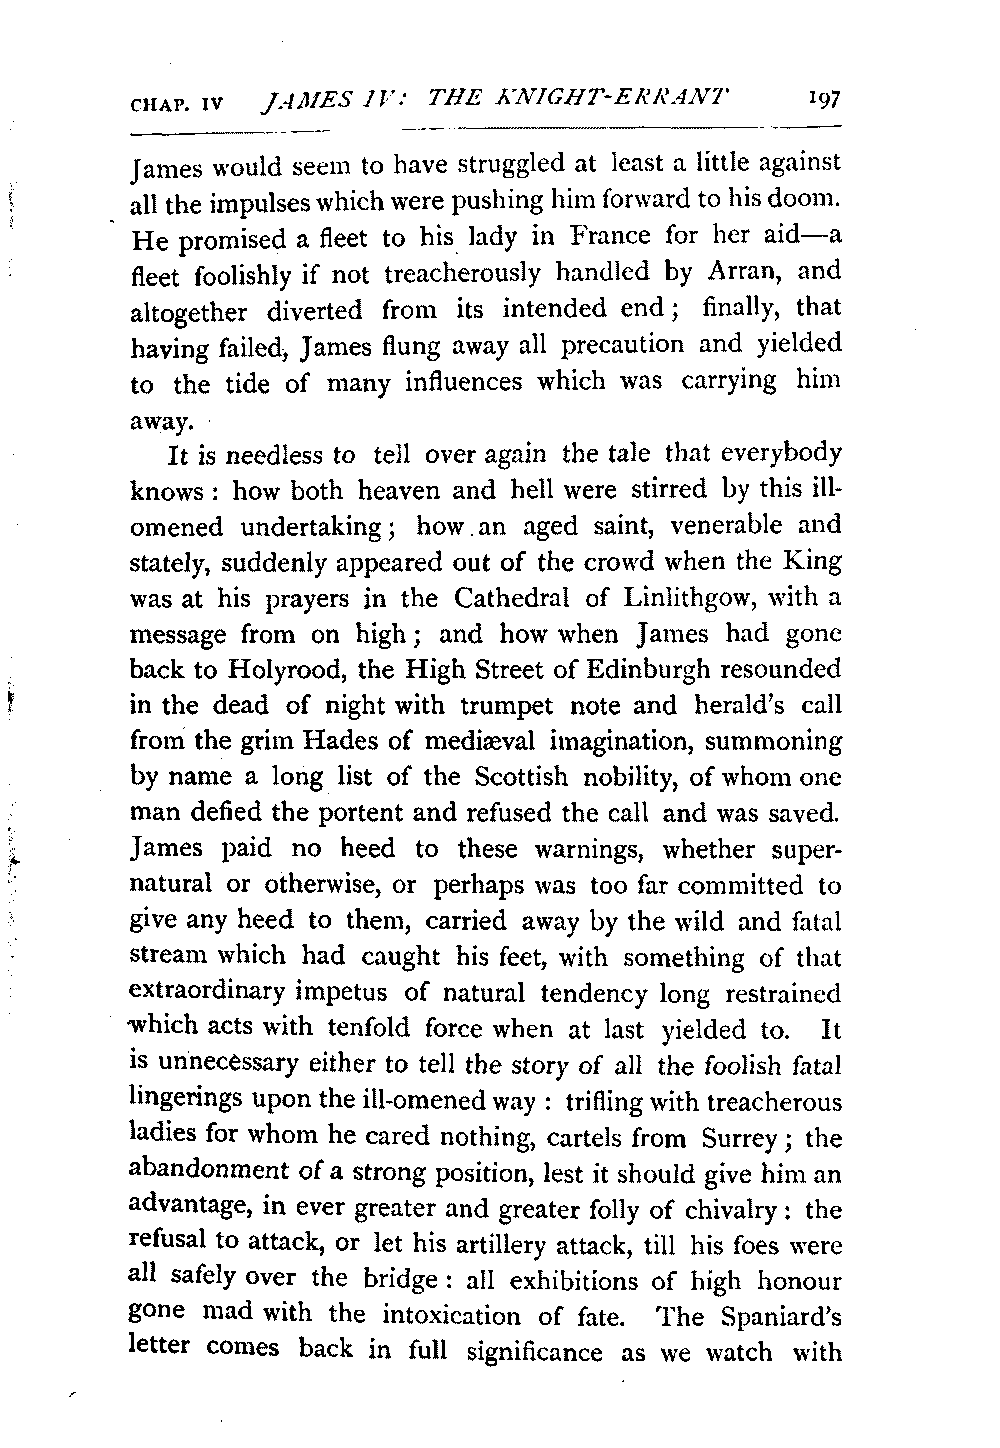 CHAP. IV JAMES IV: THE KNIGHT-ERRANT 197
James would seem to have struggled at least a little against
all the impulses which were pushing him forward to his doom.
He promised a fleet to his lady in France for her aid—a
fleet foolishly if not treacherously handled by Arran, and
altogether diverted from its intended end; finally, that
having failed, James flung away all precaution and yielded
to the tide of many influences which was carrying him
away.
It is needless to tell over again the tale that everybody
knows: how both heaven and hell were stirred by this ill-
omened undertaking; how an aged saint, venerable and
stately, suddenly appeared out of the crowd when the King
was at his prayers in the Cathedral of Linlithgow, with a
message from on high; and how when James had gone
back to Holyrood, the High Street of Edinburgh resounded
in the dead of night with trumpet note and herald's call
from the grim Hades of mediæval imagination, summoning
by name a long list of the Scottish nobility, of whom one
man defied the portent and refused the call and was saved.
James paid no heed to these warnings, whether super-
natural or otherwise, or perhaps was too far committed to
give any heed to them, carried away by the wild and fatal
stream which had caught his feet, with something of that
extraordinary impetus of natural tendency long restrained
which acts with tenfold force when at last yielded to. It
is unnecessary either to tell the story of all the foolish fatal
lingerings upon the ill-omened way: trifling with treacherous
ladies for whom he cared nothing, cartels from Surrey; the
abandonment of a strong position, lest it should give him an
advantage, in ever greater and greater folly of chivalry: the
refusal to attack, or let his artillery attack, till his foes were
all safely over the bridge: all exhibitions of high honour
gone mad with the intoxication of fate. The Spaniard's
letter comes back in full significance as we watch with